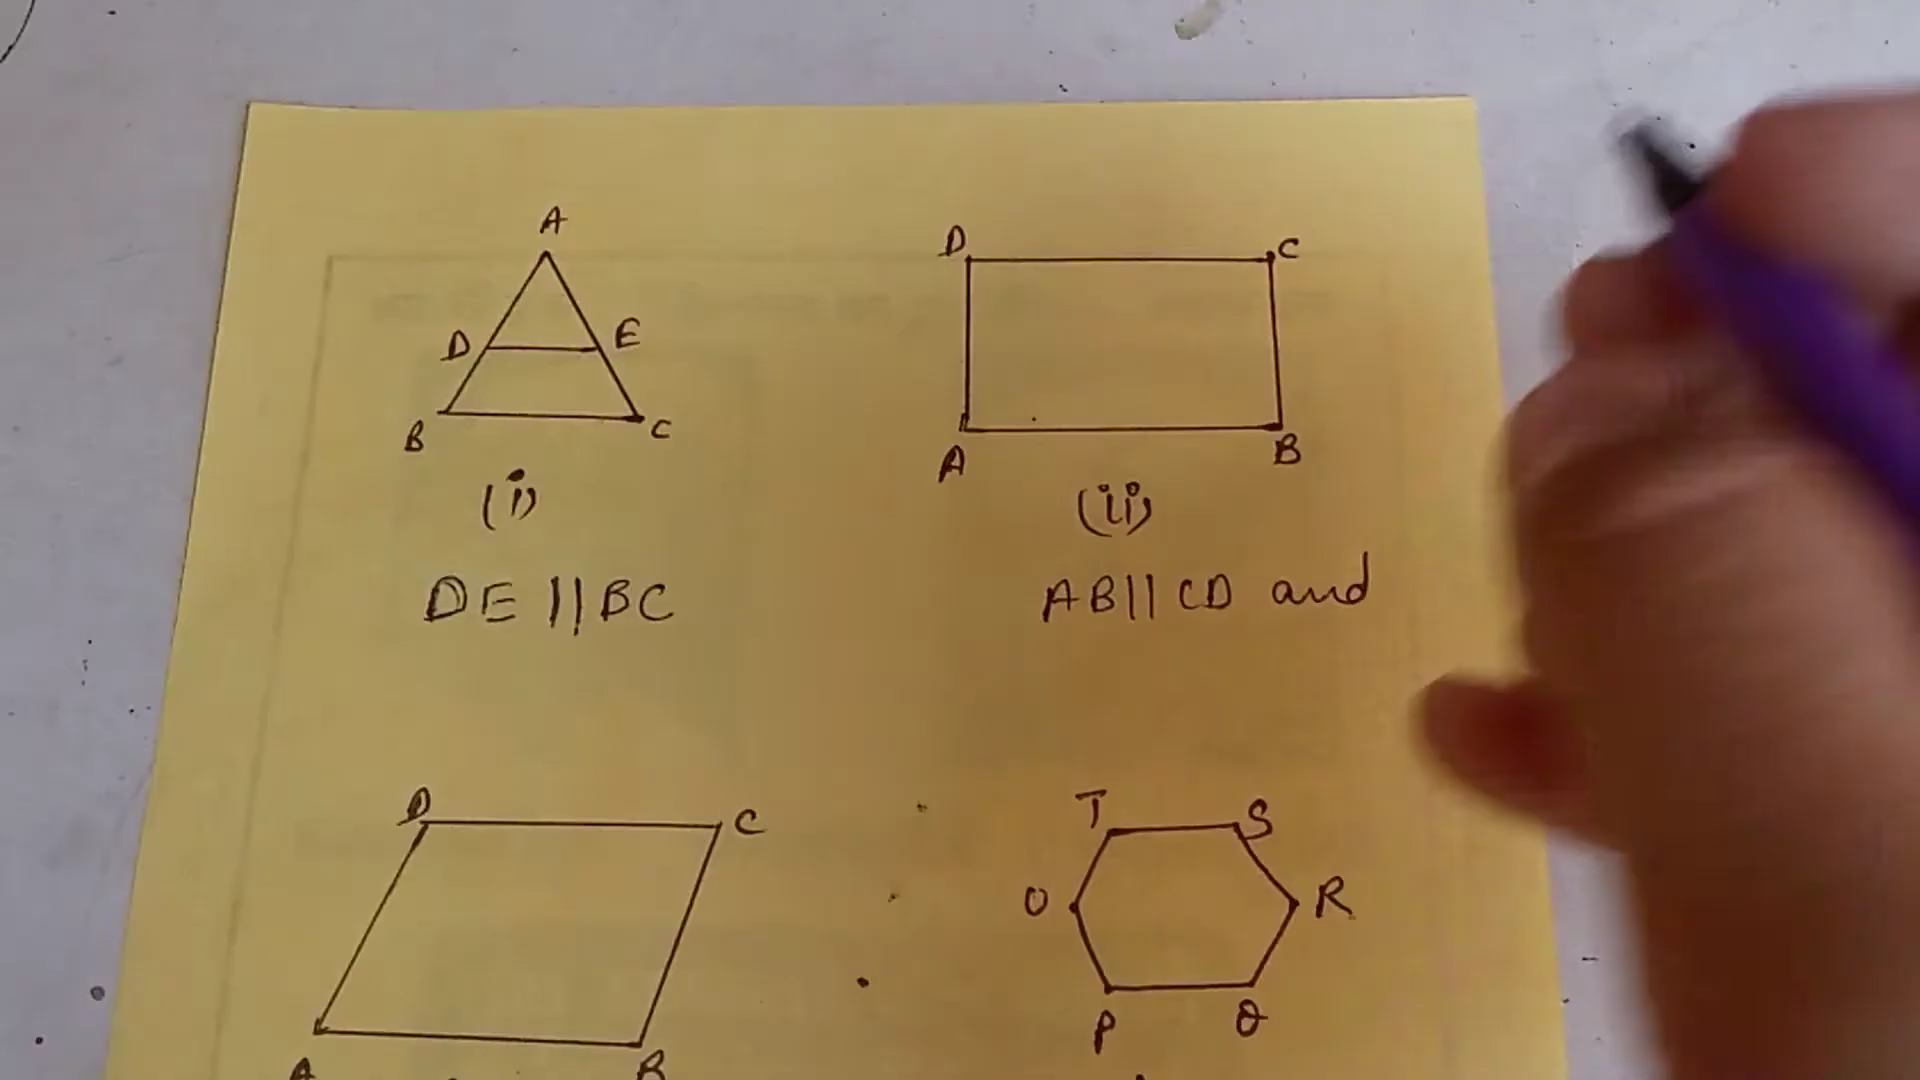 A
D E
B C
(i)
DE || BC
D C
A B
(ii)
AB || CD and
D C
A B
T S
O R
P Q